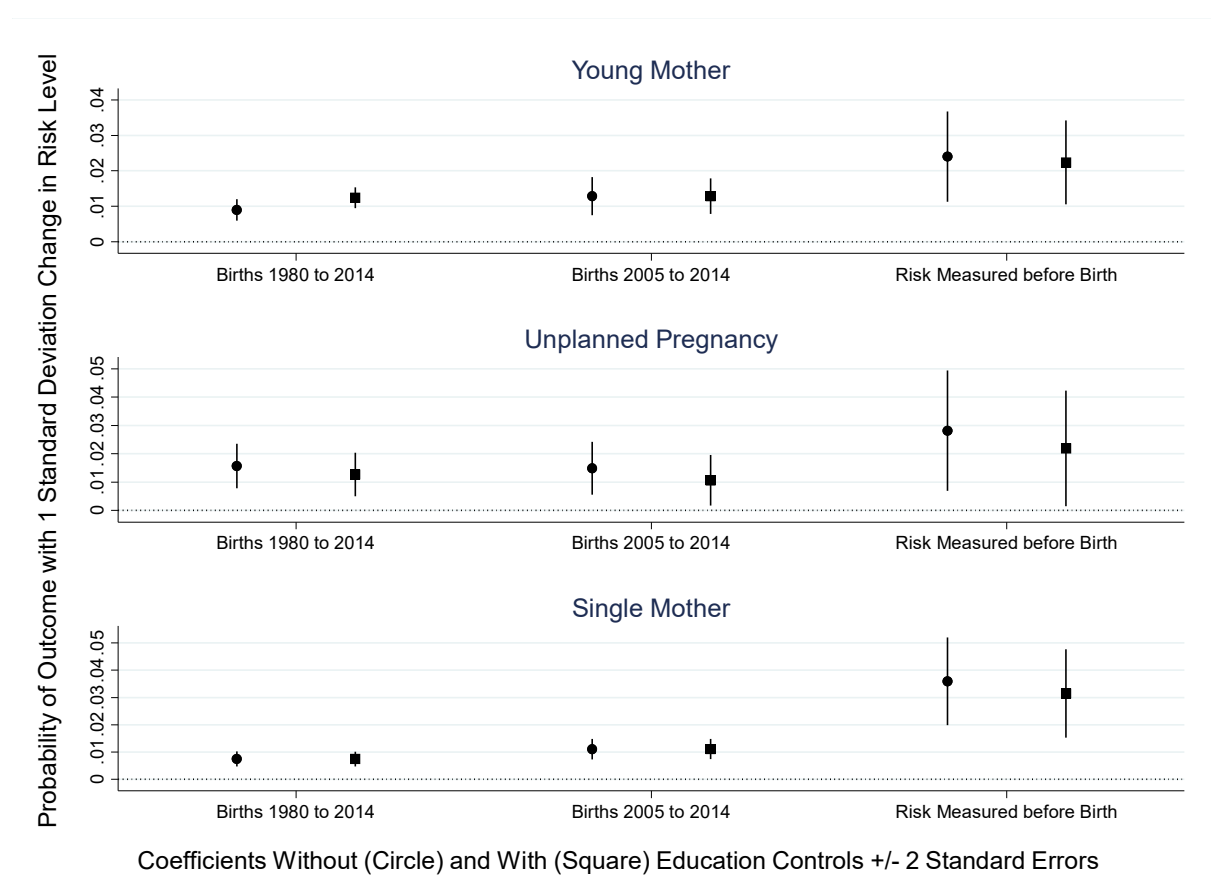 Probability of Outcome with 1 Standard Deviation Change in Risk Level
Young Mother
.04
.03
.02
.01
0
Births 1980 to 2014 Births 2005 to 2014 Risk Measured before Birth
Unplanned Pregnancy
.05
.04
.03
.02
.01
0
Births 1980 to 2014 Births 2005 to 2014 Risk Measured before Birth
Single Mother
.05
.04
.03
.02
.01
0
Births 1980 to 2014 Births 2005 to 2014 Risk Measured before Birth
Coefficients Without (Circle) and With (Square) Education Controls +/- 2 Standard Errors